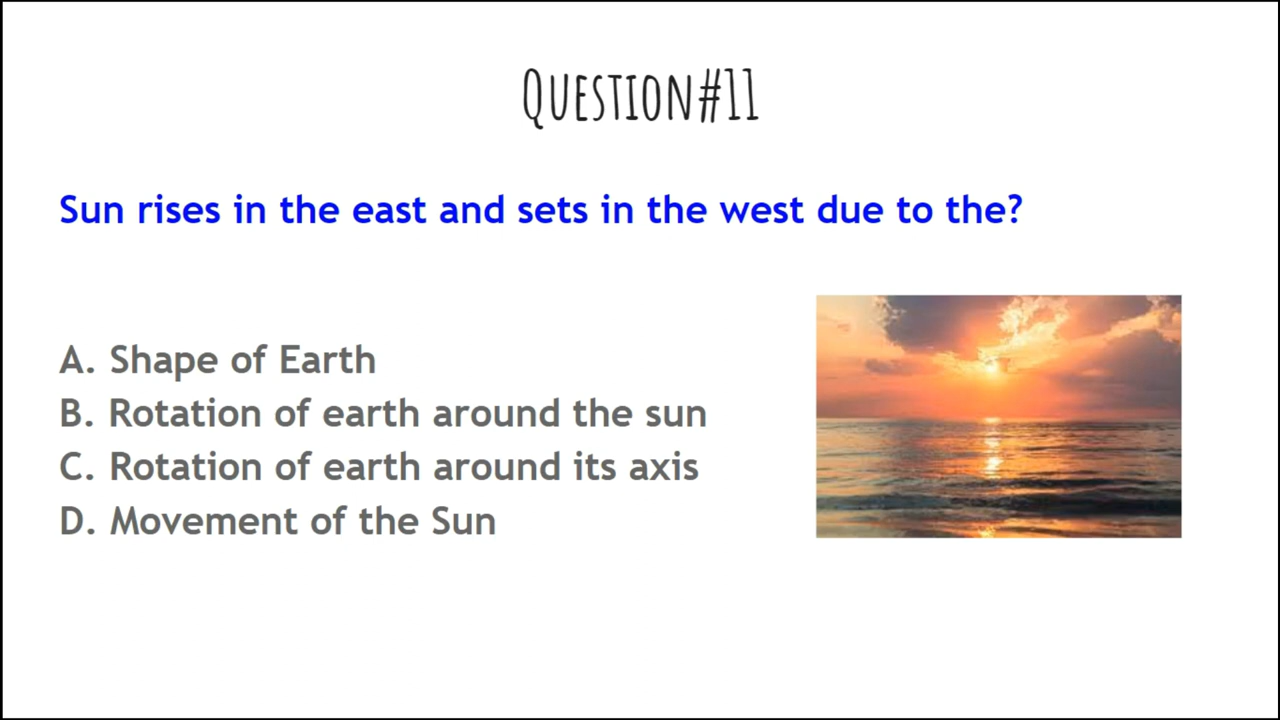 Question#11
Sun rises in the east and sets in the west due to the?
A. Shape of Earth
B. Rotation of earth around the sun
C. Rotation of earth around its axis
D. Movement of the Sun